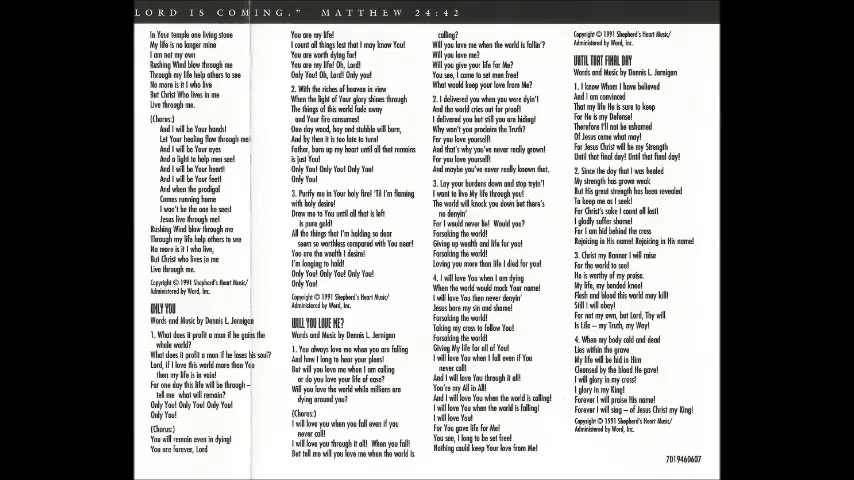 LORD IS COMING." MATTHEW 24:42
In Your temple one living stone
My life is no longer mine
I am not my own
Rushing Wind blow through me
Through my life help others to see
No more is it I who live
But Christ Who lives in me
Live through me.
(Chorus:)
And I will be Your hands!
Let Your healing flow through me!
And I will be Your eyes
And a light to help men see!
And I will be Your heart!
And I will be Your feet!
And when the prodigal
Comes running home
I won't be the one he sees!
Jesus live through me!
Rushing Wind blow through me
Through my life help others to see
No more is it I who live,
But Christ who lives in me
Live through me.
Copyright © 1991 Shepherd's Heart Music/
Administered by Word, Inc.
ONLY YOU
Words and Music by Dennis L. Jernigan
1. What does it profit a man if he gains the
whole world?
What does it profit a man if he loses his soul?
Lord, if I love this world more than You
then my life is in vain!
For one day this life will be through –
tell me what will remain?
Only You! Only You! Only You!
Only You!
(Chorus:)
You will remain even in dying!
You are forever, Lord
You are my life!
I count all things lost that I may know You!
You are worth dying for!
You are my life! Oh, Lord!
Only You! Oh, Lord! Only you!
2. With the riches of heaven in view
When the light of Your glory shines through
The things of this world fade away
and Your fire consumes!
One day wood, hay and stubble will burn,
And by then it is too late to turn!
Father, burn up my heart until all that remains
is just You!
Only You! Only You! Only You!
Only You!
3. Purify me in Your holy fire! 'Til I'm flaming
with holy desire!
Draw me to You until all that is left
is pure gold!
All the things that I'm holding so dear
seem so worthless compared with You near!
You are the wealth I desire!
I'm longing to hold!
Only You! Only You! Only You!
Only You!
Copyright © 1991 Shepherd's Heart Music/
Administered by Word, Inc.
WILL YOU LOVE ME?
Words and Music by Dennis L. Jernigan
1. You always love me when you are falling
And how I long to hear your pleas!
But will you love me when I am calling
or do you love your life of ease?
Will you love the world while millions are
dying around you?
(Chorus:)
I will love you when you fall even if you
never call!
I will love you through it all! When you fall!
But tell me will you love me when the world is
calling?
Will you love me when the world is fallin'?
Will you love me?
Will you give your life for Me?
You see, I came to set men free!
What would keep your love from Me?
2. I delivered you when you were dyin'!
And the world cries out for proof!
I delivered you but still you are hiding!
Why won't you proclaim the Truth?
For you love yourself!
And that's why you've never really grown!
For you love yourself!
And maybe you've never really known that.
3. Lay your burdens down and stop tryin'!
I want to live My life through you!
The world will knock you down but there's
no denyin'
For I would never lie! Would you?
Forsaking the world!
Giving up wealth and life for you!
Forsaking the world!
Loving you more than life I died for you!
4. I will love You when I am dying
When the world would mock Your name!
I will love You then never denyin'
Jesus bore my sin and shame!
Forsaking the world!
Taking my cross to follow You!
Forsaking the world!
Giving My life for all of You!
I will love You when I fall even if You
never call!
And I will love You through it all!
You're my All in All!
And I will love You when the world is calling!
I will love You when the world is falling!
I will love You!
For You gave life for Me!
You see, I long to be set free!
Nothing could keep Your love from Me!
Copyright © 1991 Shepherd's Heart Music/
Administered by Word, Inc.
UNTIL THAT FINAL DAY
Words and Music by Dennis L. Jernigan
1. I know Whom I have believed
And I am convinced
That my life He is sure to keep
For He is my Defense!
Therefore I'll not be ashamed
Of Jesus come what may!
For Jesus Christ will be my Strength
Until that final day! Until that final day!
2. Since the day that I was healed
My strength has grown weak
But His great strength has been revealed
To keep me as I seek!
For Christ's sake I count all lost!
I gladly suffer shame!
For I am hid behind the cross
Rejoicing in His name! Rejoicing in His name!
3. Christ my Banner I will raise
For the world to see!
He is worthy of my praise.
My life, my bended knee!
Flesh and blood this world may kill!
Still I will obey!
For not my own, but Lord, Thy will
Is Life – my Truth, my Way!
4. When my body cold and dead
Lies within the grave
My life will be hid in Him
Cleansed by the blood He gave!
I will glory in my cross!
I glory in my King!
Forever I will praise His name!
Forever I will sing – of Jesus Christ my King!
Copyright © 1991 Shepherd's Heart Music/
Administered by Word, Inc.
7019460607